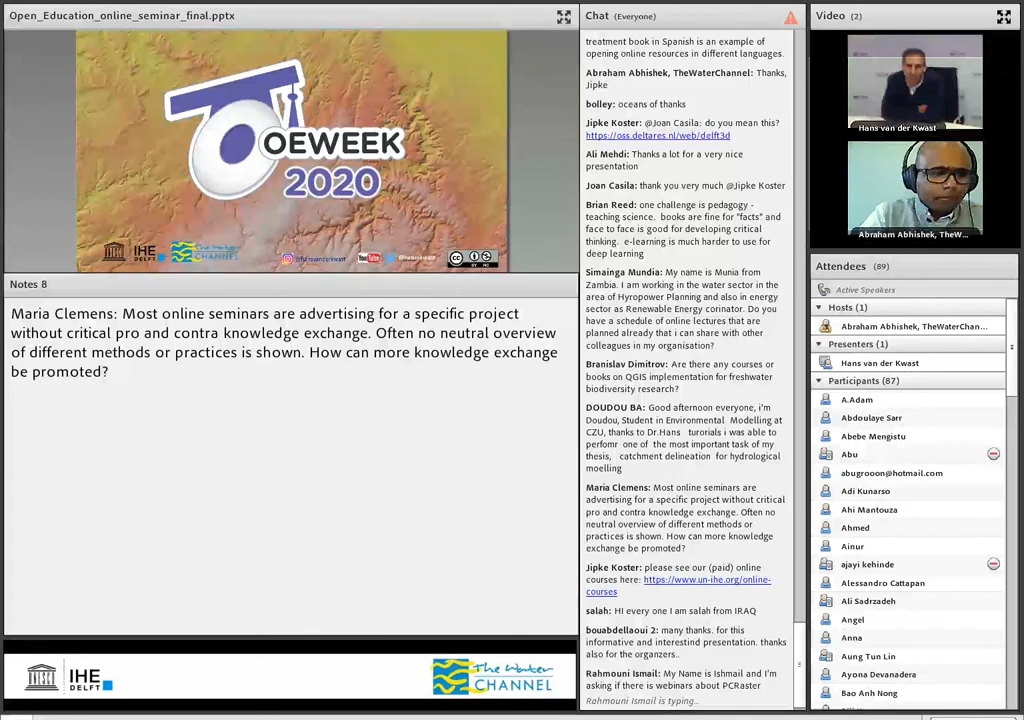 Open_Education_online_seminar_final.pptx
OEWEEK
2020
IHE
DELFT
The Water
CHANNEL
YouTube
Notes 8
Maria Clemens: Most online seminars are advertising for a specific project
without critical pro and contra knowledge exchange. Often no neutral overview
of different methods or practices is shown. How can more knowledge exchange
be promoted?
unesco
IHE
DELFT
The Water
CHANNEL
Chat (Everyone)
treatment book in Spanish is an example of
opening online resources in different languages.
Abraham Abhishek, TheWaterChannel: Thanks,
Jipke
bolley: oceans of thanks
Jipke Koster: @Joan Casila: do you mean this?
https://oss.deltares.nl/web/delft3d
Ali Mehdi: Thanks a lot for a very nice
presentation
Joan Casila: thank you very much @Jipke Koster
Brian Reed: one challenge is pedagogy -
teaching science. books are fine for "facts" and
face to face is good for developing critical
thinking. e-learning is much harder to use for
deep learning
Simainga Mundia: My name is Munia from
Zambia. I am working in the water sector in the
area of Hyropower Planning and also in energy
sector as Renewable Energy corinator. Do you
have a schedule of online lectures that are
planned already that i can share with other
colleagues in my organisation?
Branislav Dimitrov: Are there any courses or
books on QGIS implementation for freshwater
biodiversity research?
DOUDOU BA: Good afternoon everyone, i'm
Doudou, Student in Environmental Modelling at
CZU, thanks to Dr.Hans turorials i was able to
perfomr one of the most important task of my
thesis, catchment delineation for hydrological
moelling
Maria Clemens: Most online seminars are
advertising for a specific project without critical
pro and contra knowledge exchange. Often no
neutral overview of different methods or
practices is shown. How can more knowledge
exchange be promoted?
Jipke Koster: please see our (paid) online
courses here: https://www.un-ihe.org/online-
courses
salah: HI every one I am salah from IRAQ
bouabdellaoui 2: many thanks. for this
informative and interestind presentation. thanks
also for the organzers..
Rahmouni Ismail: My Name is Ishmail and I'm
asking if there is webinars about PCRaster
Rahmouni Ismail is typing...
Video (2)
Hans van der Kwast
Abraham Abhishek, TheW...
Attendees (89)
Active Speakers
Hosts (1)
Abraham Abhishek, TheWaterChan...
Presenters (1)
Hans van der Kwast
Participants (87)
A.Adam
Abdoulaye Sarr
Abebe Mengistu
Abu
abugrooon@hotmail.com
Adi Kunarso
Ahi Mantouza
Ahmed
Ainur
ajayi kehinde
Alessandro Cattapan
Ali Sadrzadeh
Angel
Anna
Aung Tun Lin
Ayona Devanadera
Bao Anh Nong